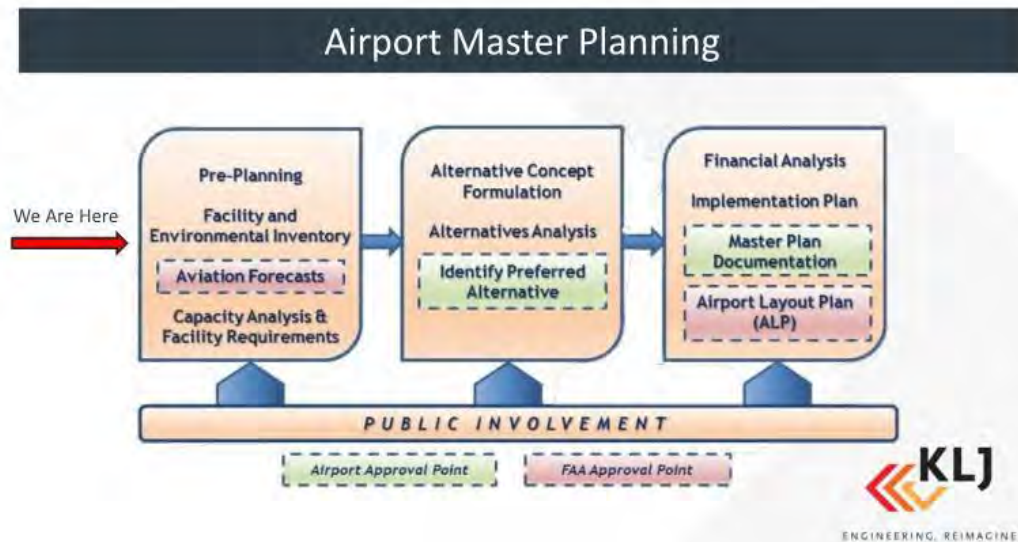 Airport Master Planning
We Are Here
Pre-Planning
Facility and
Environmental Inventory
Aviation Forecasts
Capacity Analysis &
Facility Requirements
Alternative Concept
Formulation
Alternatives Analysis
Identify Preferred
Alternative
Financial Analysis
Implementation Plan
Master Plan
Documentation
Airport Layout Plan
(ALP)
PUBLIC INVOLVEMENT
Airport Approval Point
FAA Approval Point
KLJ
ENGINEERING, REIMAGINE